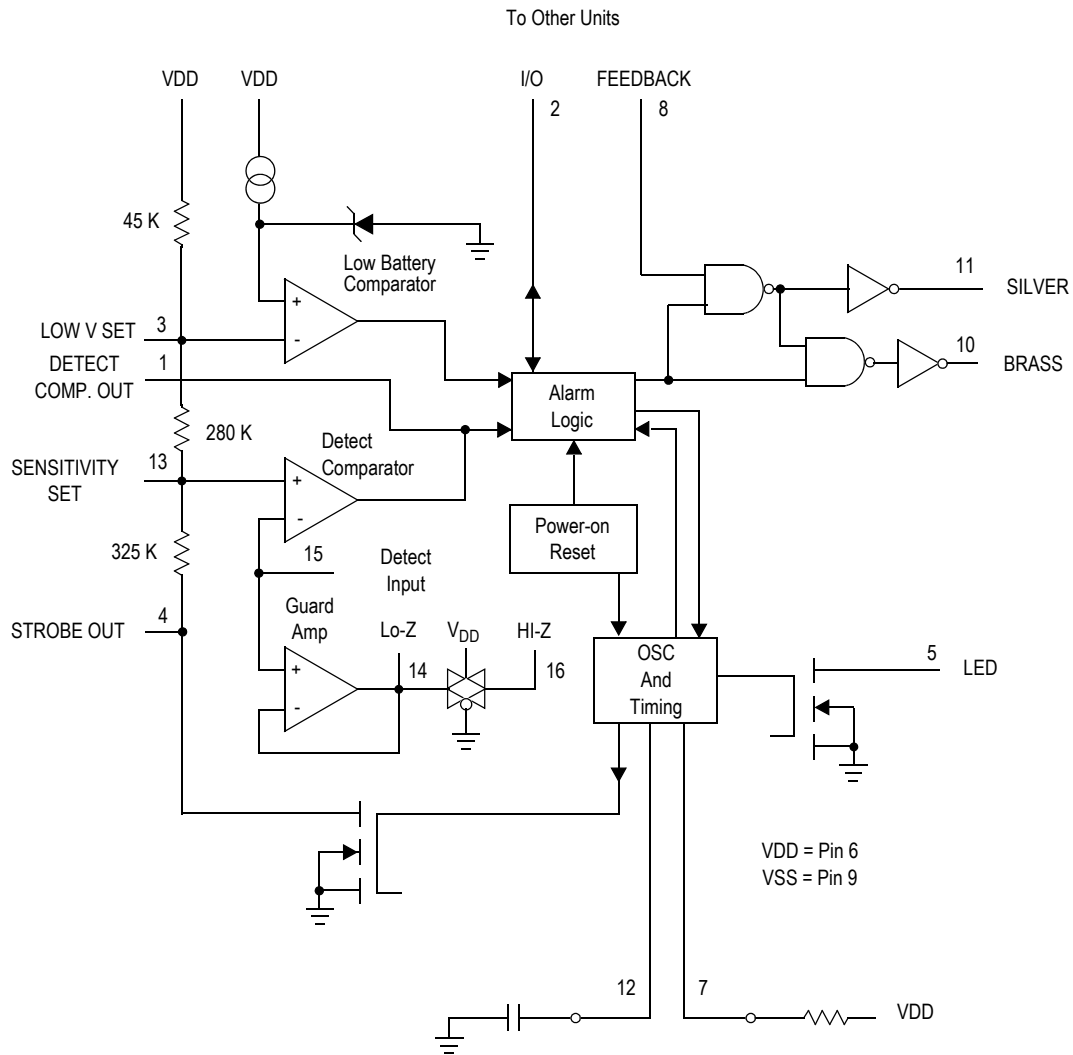 To Other Units
VDD
VDD
I/O
FEEDBACK
2
8
45 K
Low Battery
Comparator
11
SILVER
+
-
3
LOW V SET
1
DETECT
COMP. OUT
10
BRASS
Alarm
Logic
280 K
Detect
Comparator
13
SENSITIVITY
SET
+
-
Power-on
Reset
325 K
15
Detect
Input
4
STROBE OUT
Guard
Amp
Lo-Z
VDD
HI-Z
14
16
+
-
OSC
And
Timing
5
LED
VDD = Pin 6
VSS = Pin 9
12
7
VDD